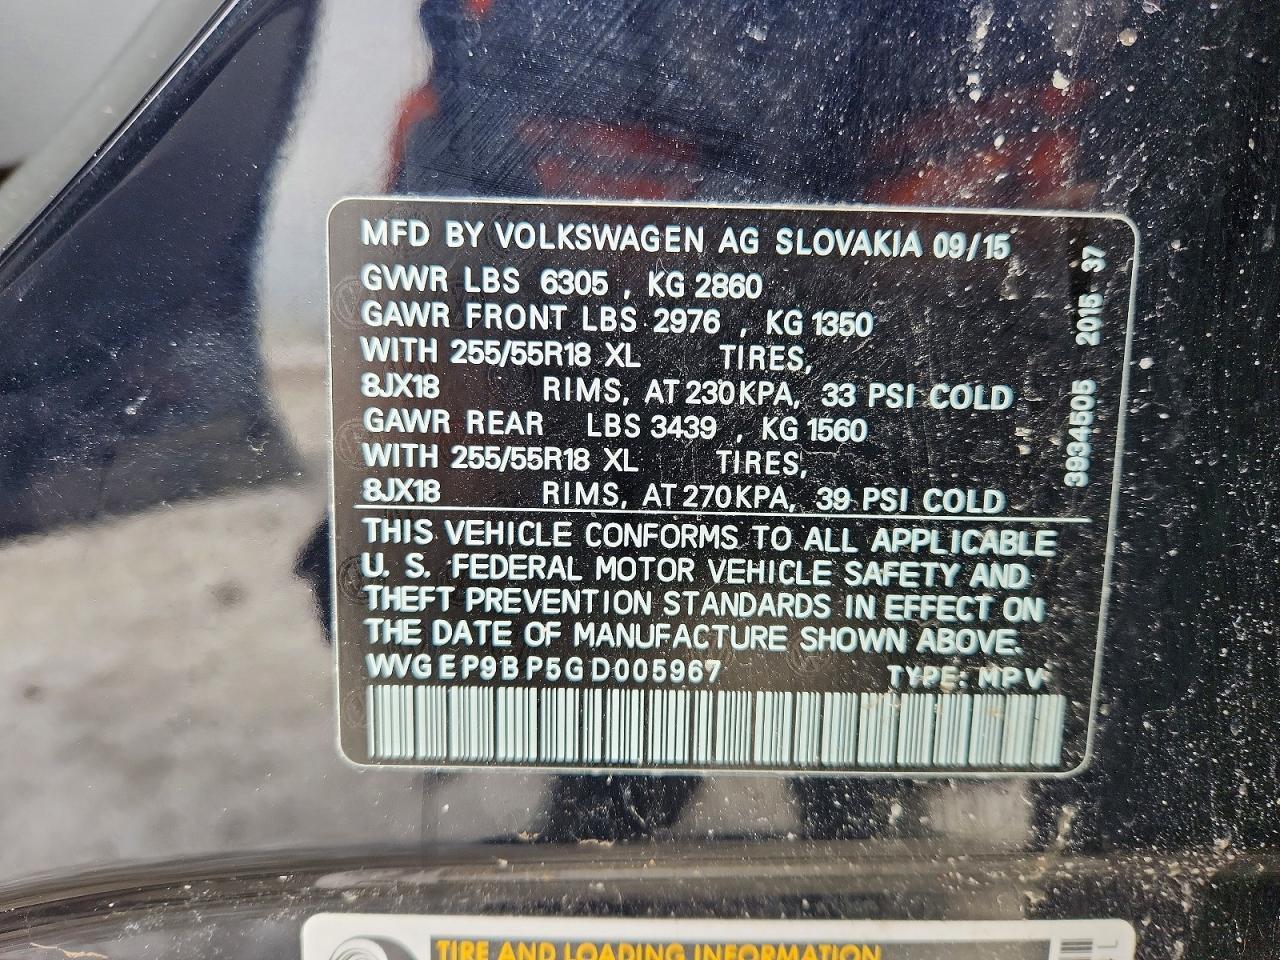 MFD BY VOLKSWAGEN AG SLOVAKIA 09/15
GVWR LBS 6305 , KG 2860
GAWR FRONT LBS 2976 , KG 1350
WITH 255/55R18 XL TIRES,
8JX18 RIMS, AT 230 KPA, 33 PSI COLD
GAWR REAR LBS 3439 , KG 1560
WITH 255/55R18 XL TIRES,
8JX18 RIMS, AT 270 KPA, 39 PSI COLD
THIS VEHICLE CONFORMS TO ALL APPLICABLE
U. S. FEDERAL MOTOR VEHICLE SAFETY AND
THEFT PREVENTION STANDARDS IN EFFECT ON
THE DATE OF MANUFACTURE SHOWN ABOVE.
WVGEP9BP5GD005967 TYPE: MPV
3934505 2015 37
TIRE AND LOADING INFORMATION